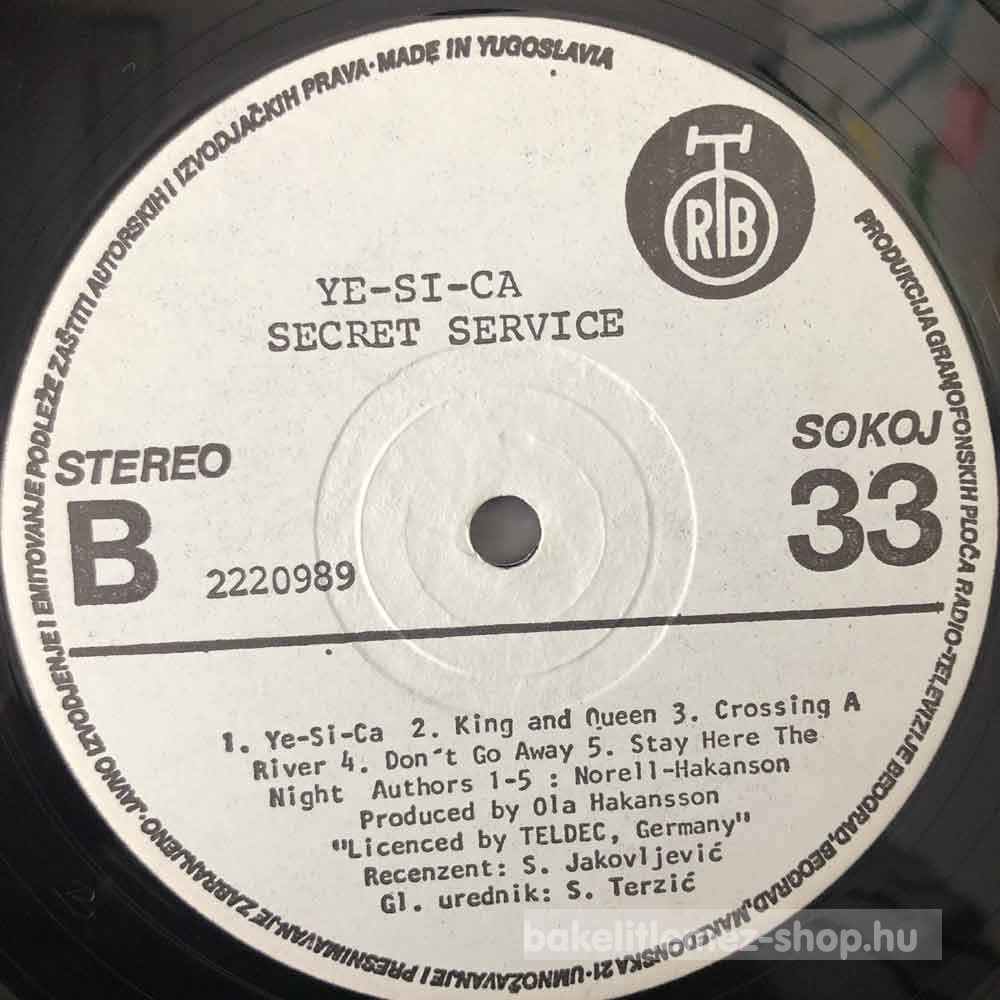 PRODUKCIJA GRAMOFONSKIH PLOČA RADIO-TELEVIZIJE BEOGRAD, BEOGRAD, MAKEDONSKA 21 · UMNOŽAVANJE I PRESNIMAVANJE ZABRANJENO · JAVNO IZVODJENJE I EMITOVANJE PODLEŽE ZAŠTITI AUTORSKIH I IZVODJAČKIH PRAVA · MADE IN YUGOSLAVIA
RTB
YE-SI-CA
SECRET SERVICE
STEREO
SOKOJ
B
2220989
33
1. Ye-Si-Ca 2. King and Queen 3. Crossing A
River 4. Don´t Go Away 5. Stay Here The
Night Authors 1-5 : Norell-Hakanson
Produced by Ola Hakansson
"Licenced by TELDEC, Germany"
Recenzent: S. Jakovljević
Gl. urednik: S. Terzić
bakelitlemez-shop.hu